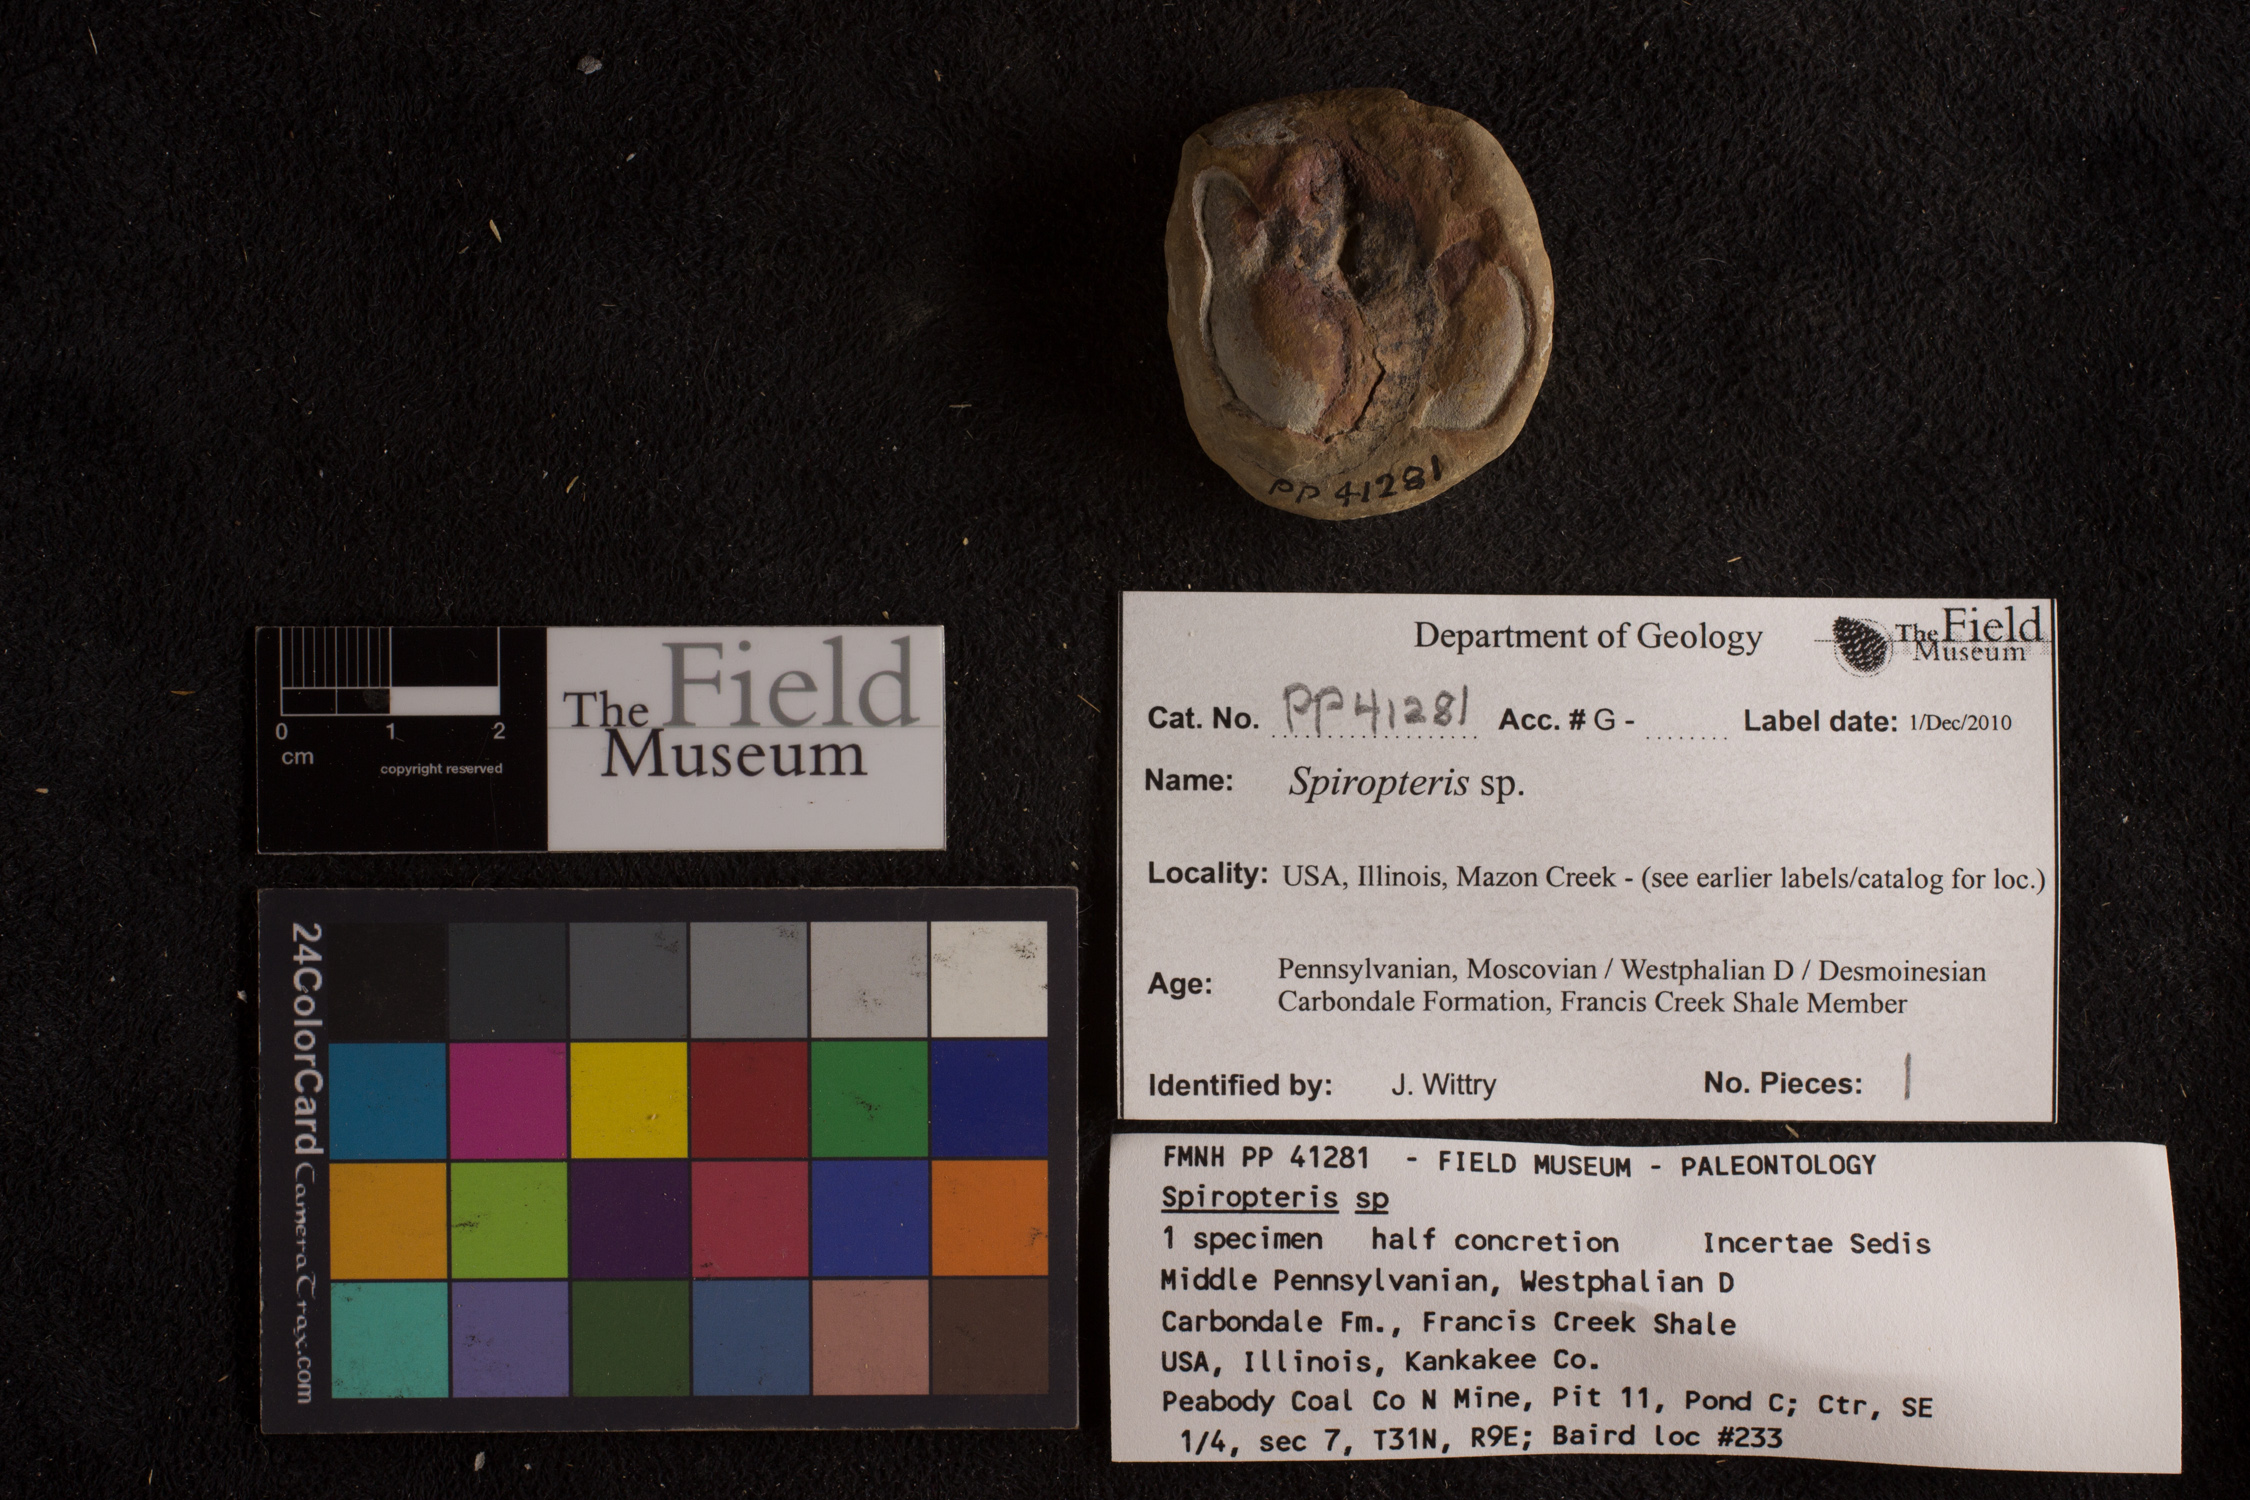 PP 41281
0 1 2
cm
copyright reserved
The Field
Museum
24ColorCard CameraTrax.com
Department of Geology
The Field
Museum
Cat. No. PP41281 Acc. # G - ........ Label date: 1/Dec/2010
Name: Spiropteris sp.
Locality: USA, Illinois, Mazon Creek - (see earlier labels/catalog for loc.)
Age: Pennsylvanian, Moscovian / Westphalian D / Desmoinesian
Carbondale Formation, Francis Creek Shale Member
Identified by: J. Wittry No. Pieces: 1
FMNH PP 41281 - FIELD MUSEUM - PALEONTOLOGY
Spiropteris sp
1 specimen half concretion Incertae Sedis
Middle Pennsylvanian, Westphalian D
Carbondale Fm., Francis Creek Shale
USA, Illinois, Kankakee Co.
Peabody Coal Co N Mine, Pit 11, Pond C; Ctr, SE
1/4, sec 7, T31N, R9E; Baird loc #233